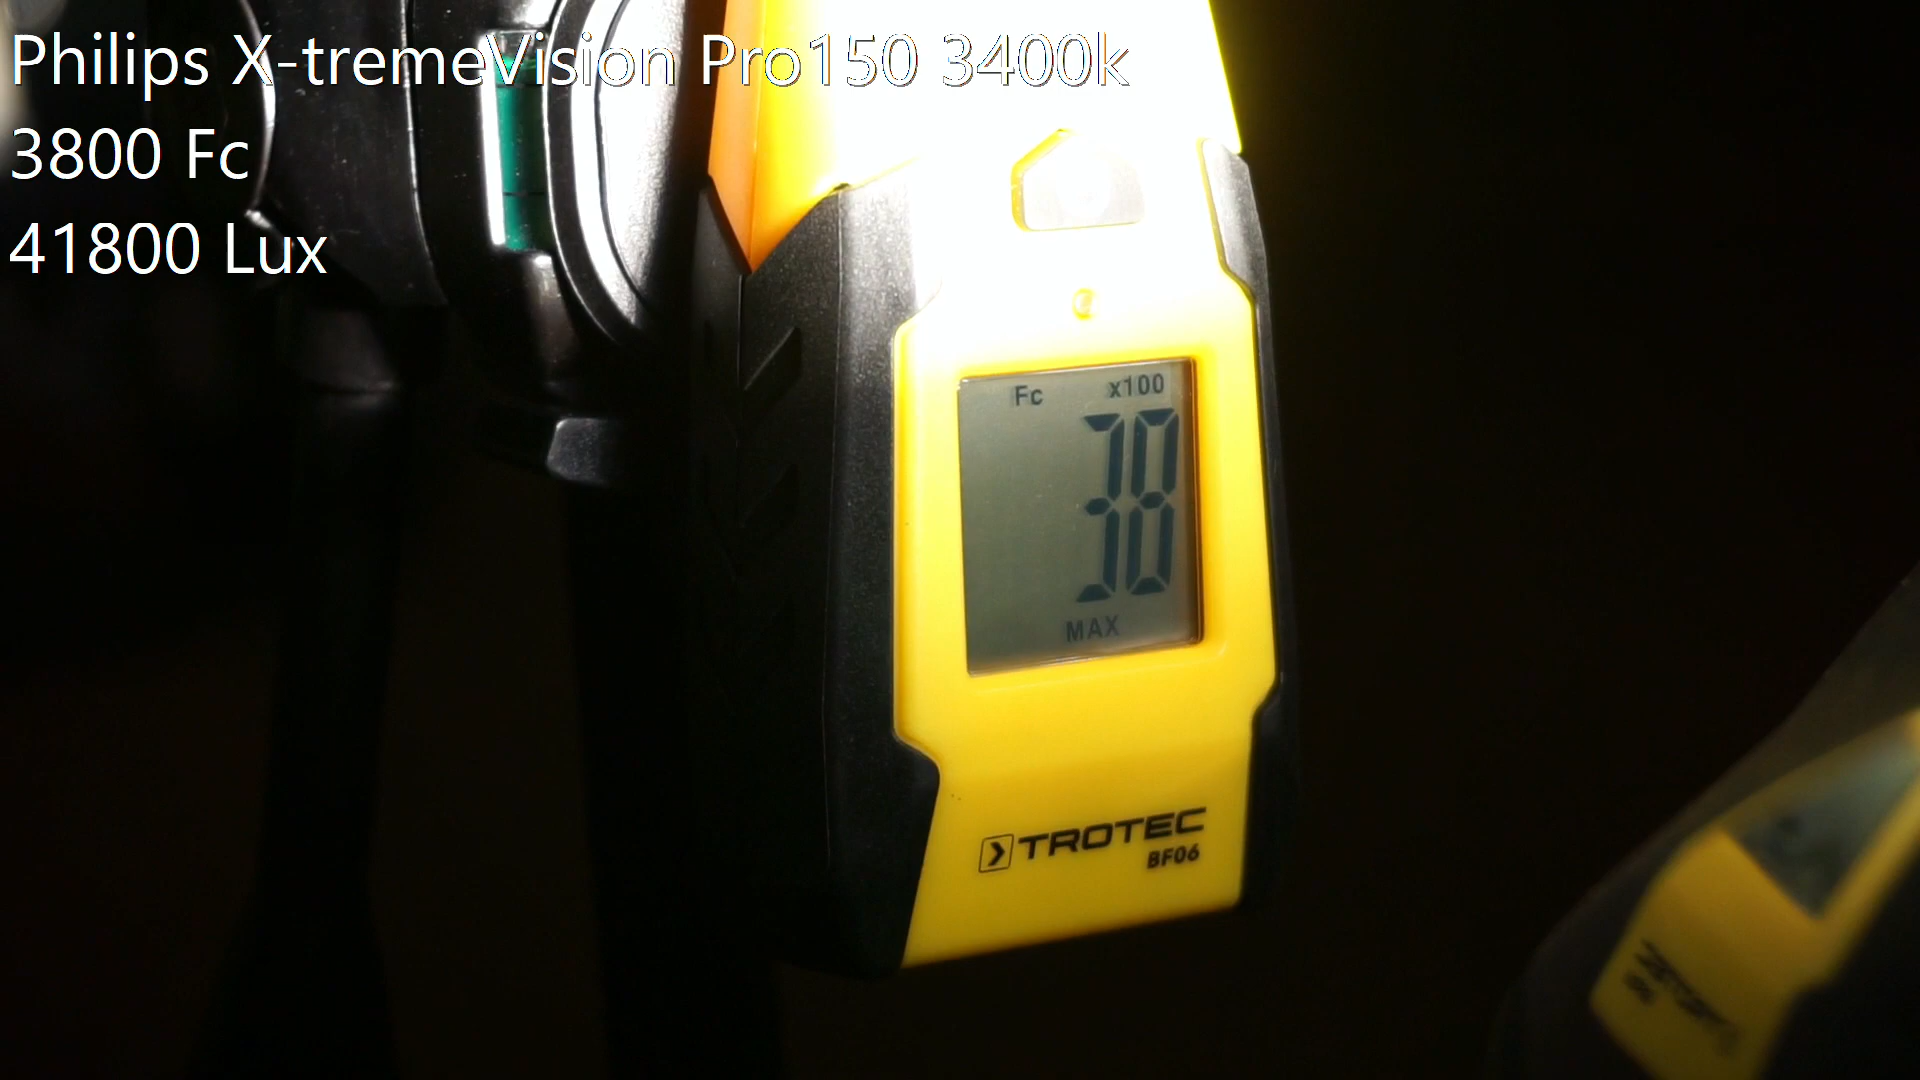 Philips X-tremeVision Pro150 3400k
3800 Fc
41800 Lux
Fc x100
38
MAX
TROTEC
BF06